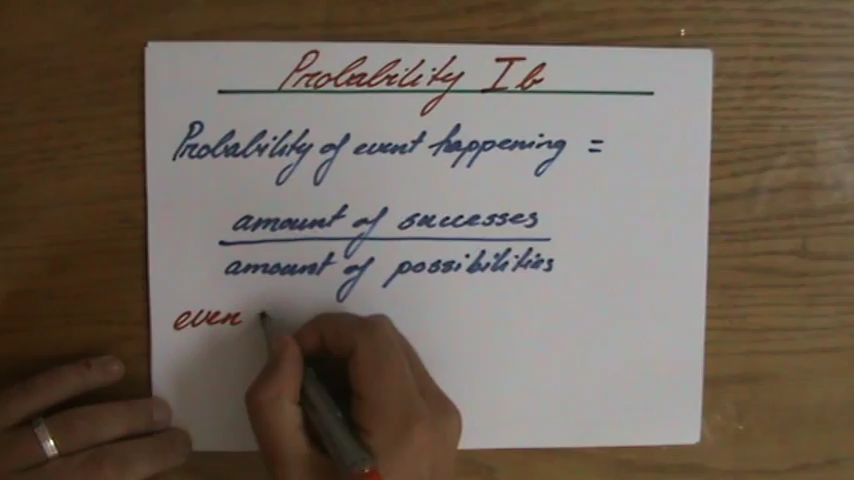 Probability Ib
Probability of event happening =
amount of successes
amount of possibilities
even